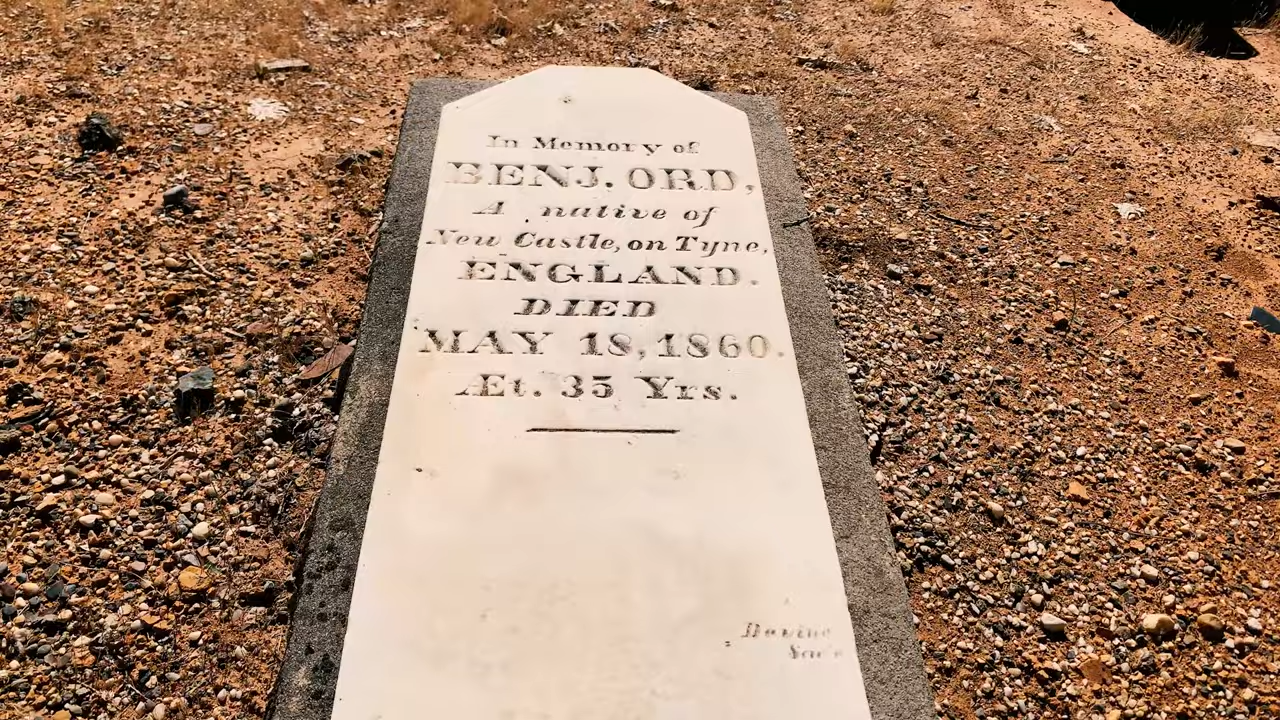 In Memory of
BENJ. ORD,
A native of
New Castle, on Tyne,
ENGLAND.
DIED
MAY 18, 1860.
Æt. 35 Yrs.